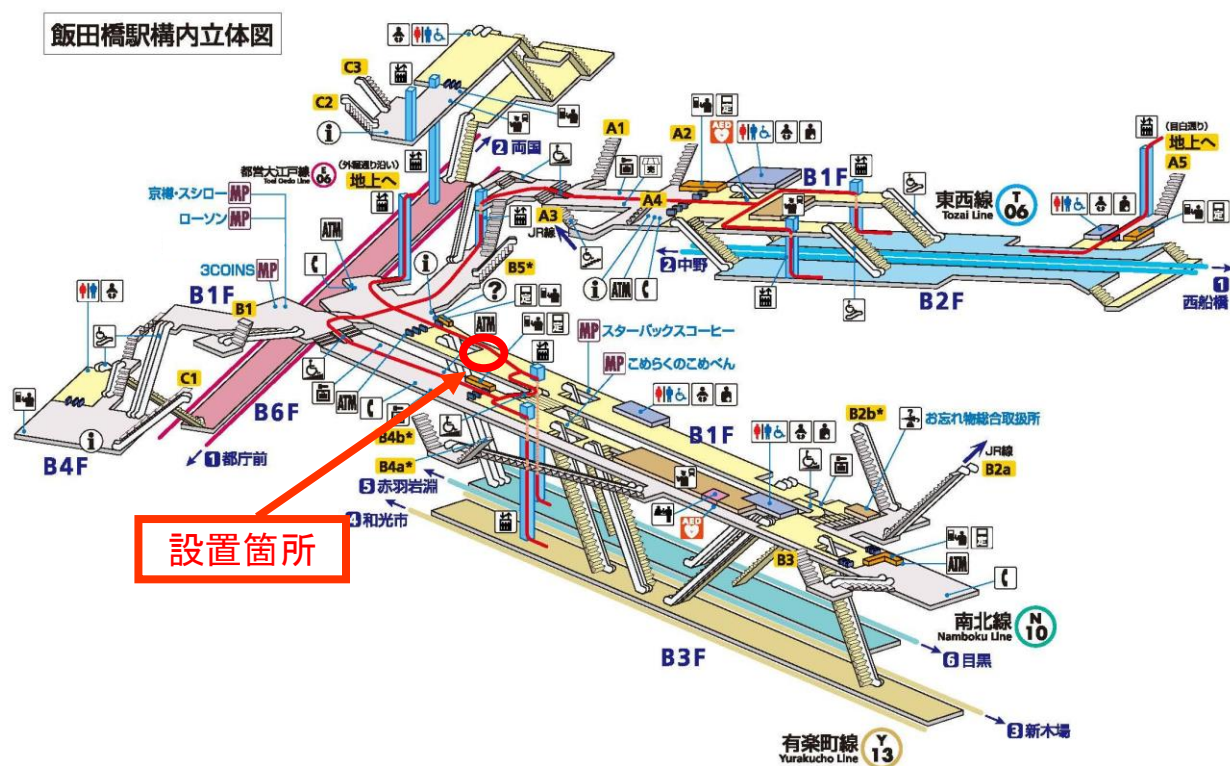 飯田橋駅構内立体図
C3
C2
2 両国
都営大江戸線
Toei Oedo Line
E
06
(外堀通り沿い)
地上へ
京樽・スシロー MP
ローソン MP
ATM
3COINS MP
B1F
B1
C1
B6F
B4F
1 都庁前
A1
A2
AED
A3
JR線
A4
B1F
(目白通り)
地上へ
A5
東西線
Tozai Line
T
06
2 中野
ATM
B2F
1
西船橋
B5*
?
ATM
MP スターバックスコーヒー
MP こめらくのこめべん
ATM
B4b*
B4a*
B1F
B2b*
お忘れ物総合取扱所
JR線
B2a
5 赤羽岩淵
4 和光市
設置箇所
AED
B3
ATM
南北線
Namboku Line
N
10
B3F
6 目黒
3 新木場
有楽町線
Yurakucho Line
Y
13